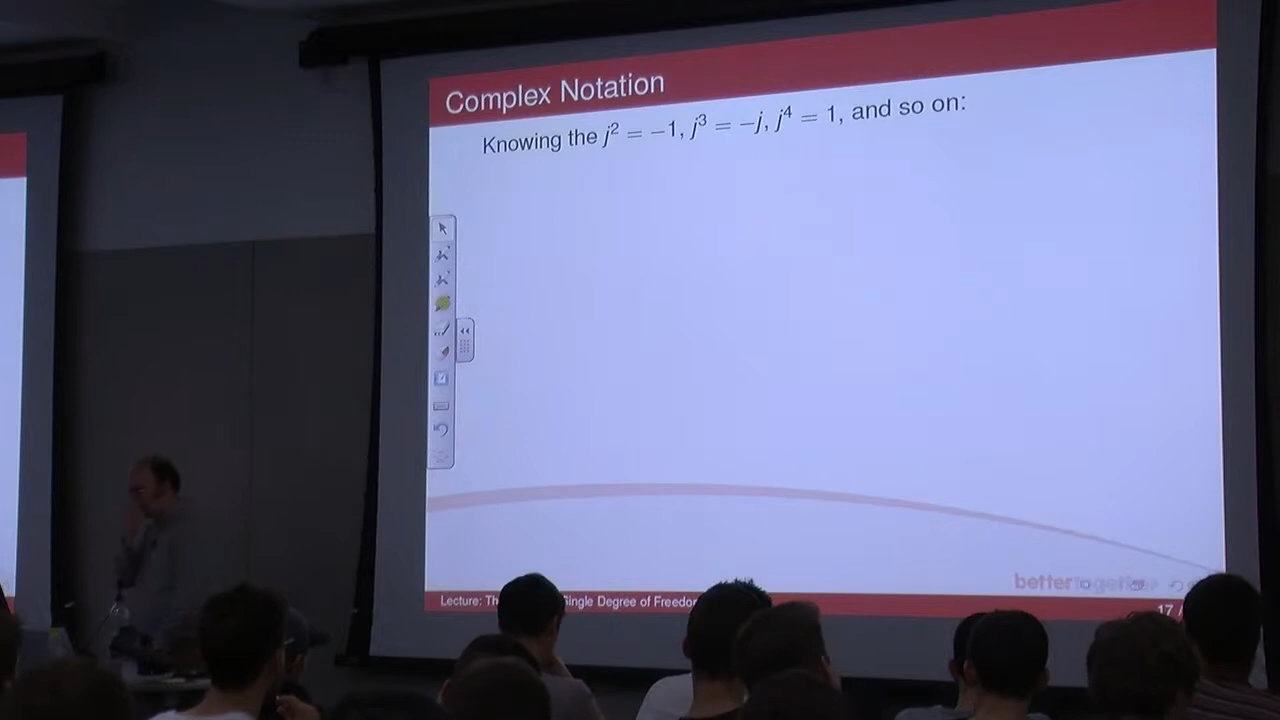 Complex Notation
Knowing the j² = −1, j³ = −j, j⁴ = 1, and so on:
bettertogether
Lecture: Th Single Degree of Freedo
17 /